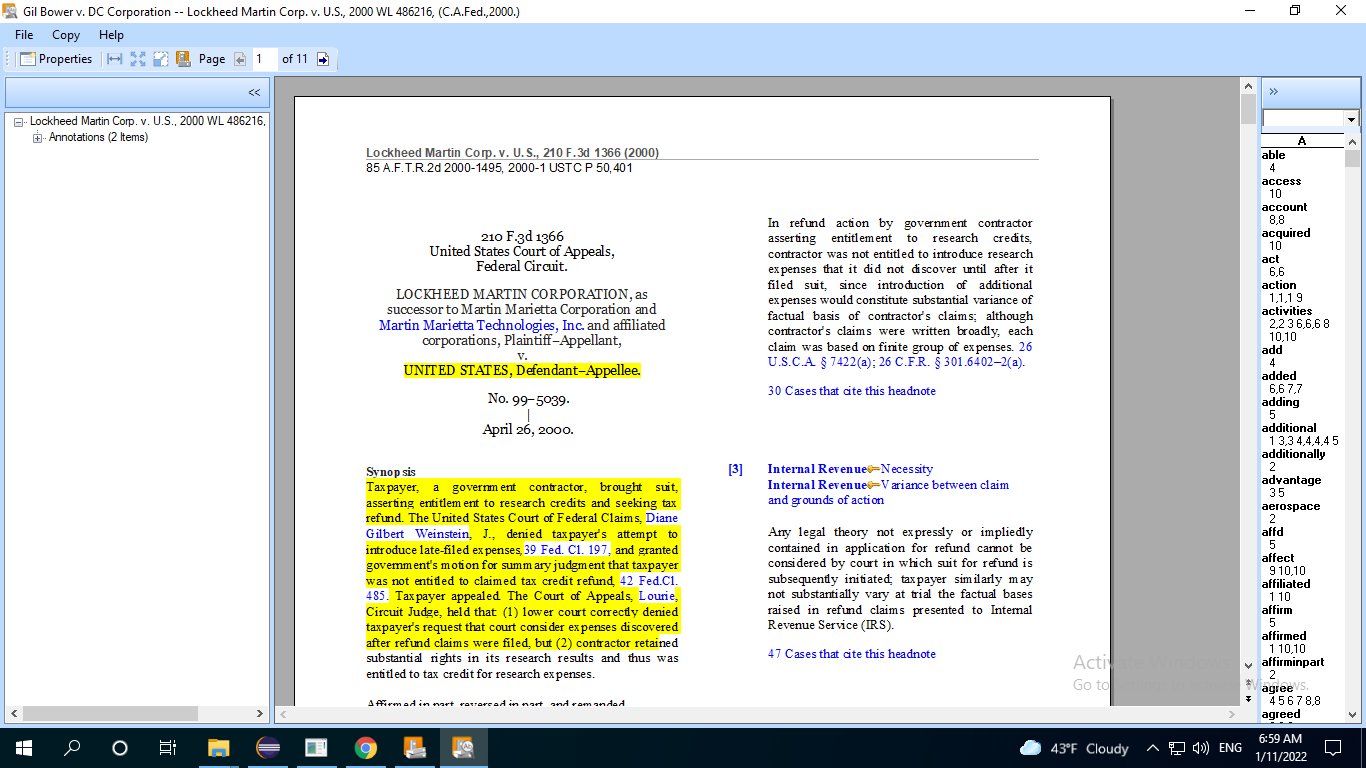 Gil Bower v. DC Corporation -- Lockheed Martin Corp. v. U.S., 2000 WL 486216, (C.A.Fed.,2000.)
File Copy Help
Properties Page 1 of 11
<<
Lockheed Martin Corp. v. U.S., 2000 WL 486216,
Annotations (2 Items)
Lockheed Martin Corp. v. U.S., 210 F.3d 1366 (2000)
85 A.F.T.R.2d 2000-1495, 2000-1 USTC P 50,401
210 F.3d 1366
United States Court of Appeals,
Federal Circuit.
LOCKHEED MARTIN CORPORATION, as
successor to Martin Marietta Corporation and
Martin Marietta Technologies, Inc. and affiliated
corporations, Plaintiff–Appellant,
v.
UNITED STATES, Defendant–Appellee.
No. 99–5039.
|
April 26, 2000.
Synopsis
Taxpayer, a government contractor, brought suit,
asserting entitlement to research credits and seeking tax
refund. The United States Court of Federal Claims, Diane
Gilbert Weinstein, J., denied taxpayer's attempt to
introduce late-filed expenses, 39 Fed. Cl. 197, and granted
government's motion for summary judgment that taxpayer
was not entitled to claimed tax credit refund, 42 Fed.Cl.
485. Taxpayer appealed. The Court of Appeals, Lourie,
Circuit Judge, held that: (1) lower court correctly denied
taxpayer's request that court consider expenses discovered
after refund claims were filed, but (2) contractor retained
substantial rights in its research results and thus was
entitled to tax credit for research expenses.
Affirmed in part, reversed in part, and remanded
In refund action by government contractor
asserting entitlement to research credits,
contractor was not entitled to introduce research
expenses that it did not discover until after it
filed suit, since introduction of additional
expenses would constitute substantial variance of
factual basis of contractor's claims; although
contractor's claims were written broadly, each
claim was based on finite group of expenses. 26
U.S.C.A. § 7422(a); 26 C.F.R. § 301.6402–2(a).
30 Cases that cite this headnote
[3] Internal Revenue Necessity
Internal Revenue Variance between claim
and grounds of action
Any legal theory not expressly or impliedly
contained in application for refund cannot be
considered by court in which suit for refund is
subsequently initiated; taxpayer similarly may
not substantially vary at trial the factual bases
raised in refund claims presented to Internal
Revenue Service (IRS).
47 Cases that cite this headnote
>>
A
able
4
access
10
account
8,8
acquired
10
act
6,6
action
1,1,1 9
activities
2,2 3 6,6,6 8
10,10
add
4
added
6,6 7,7
adding
5
additional
1 3,3 4,4,4,4 5
additionally
2
advantage
3 5
aerospace
2
affd
5
affect
9 10,10
affiliated
1 10
affirm
5
affirmed
1 10,10
affirminpart
2
agree
4 5 6 7 8,8
agreed
Activate Windows
Go to Windows.
43°F Cloudy
ENG
6:59 AM
1/11/2022